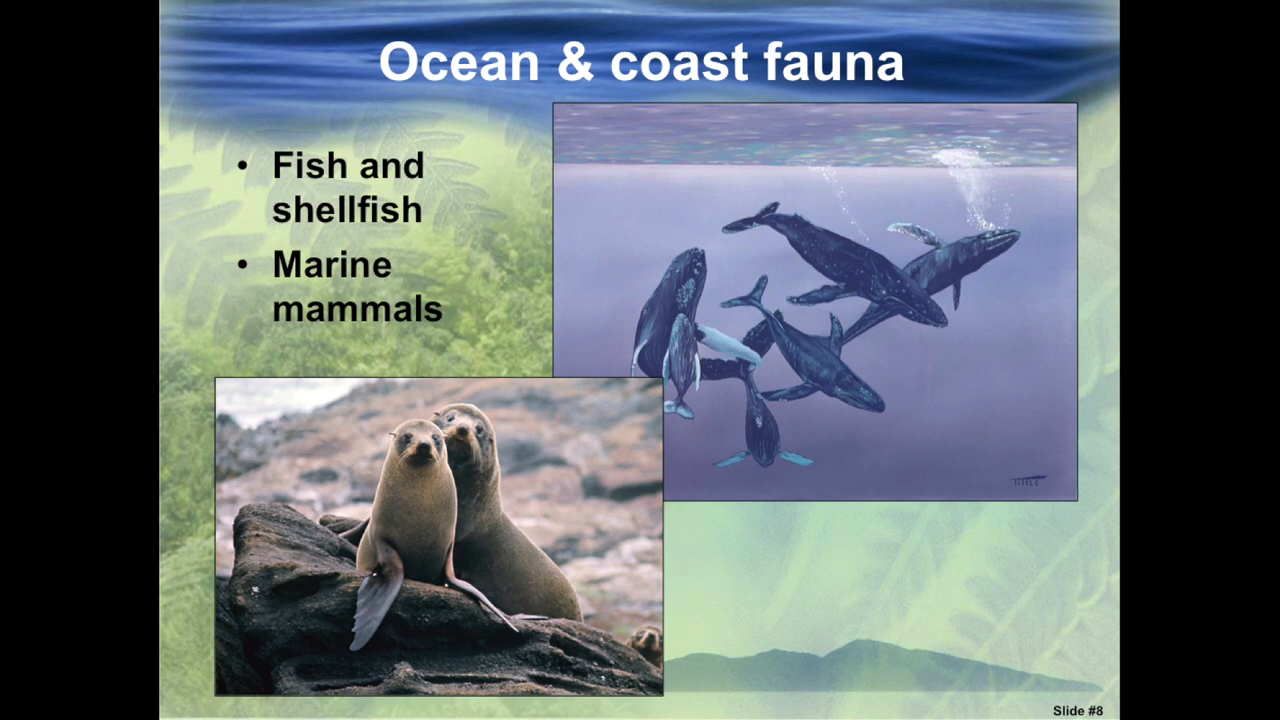 Ocean & coast fauna
• Fish and
shellfish
• Marine
mammals
Slide #8